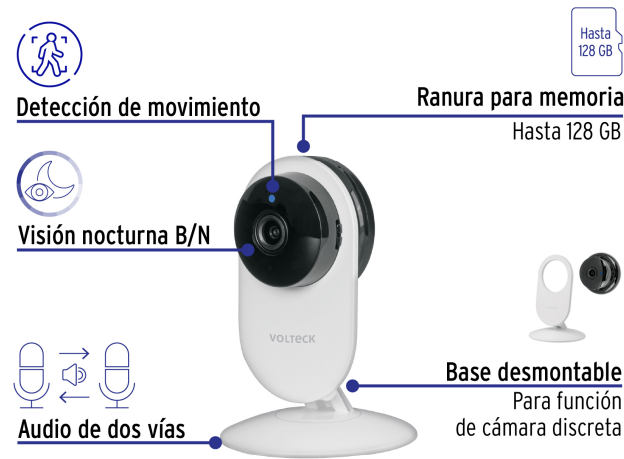 Detección de movimiento
Hasta
128 GB
Ranura para memoria
Hasta 128 GB
Visión nocturna B/N
VOLTECK
Base desmontable
Para función
de cámara discreta
Audio de dos vías